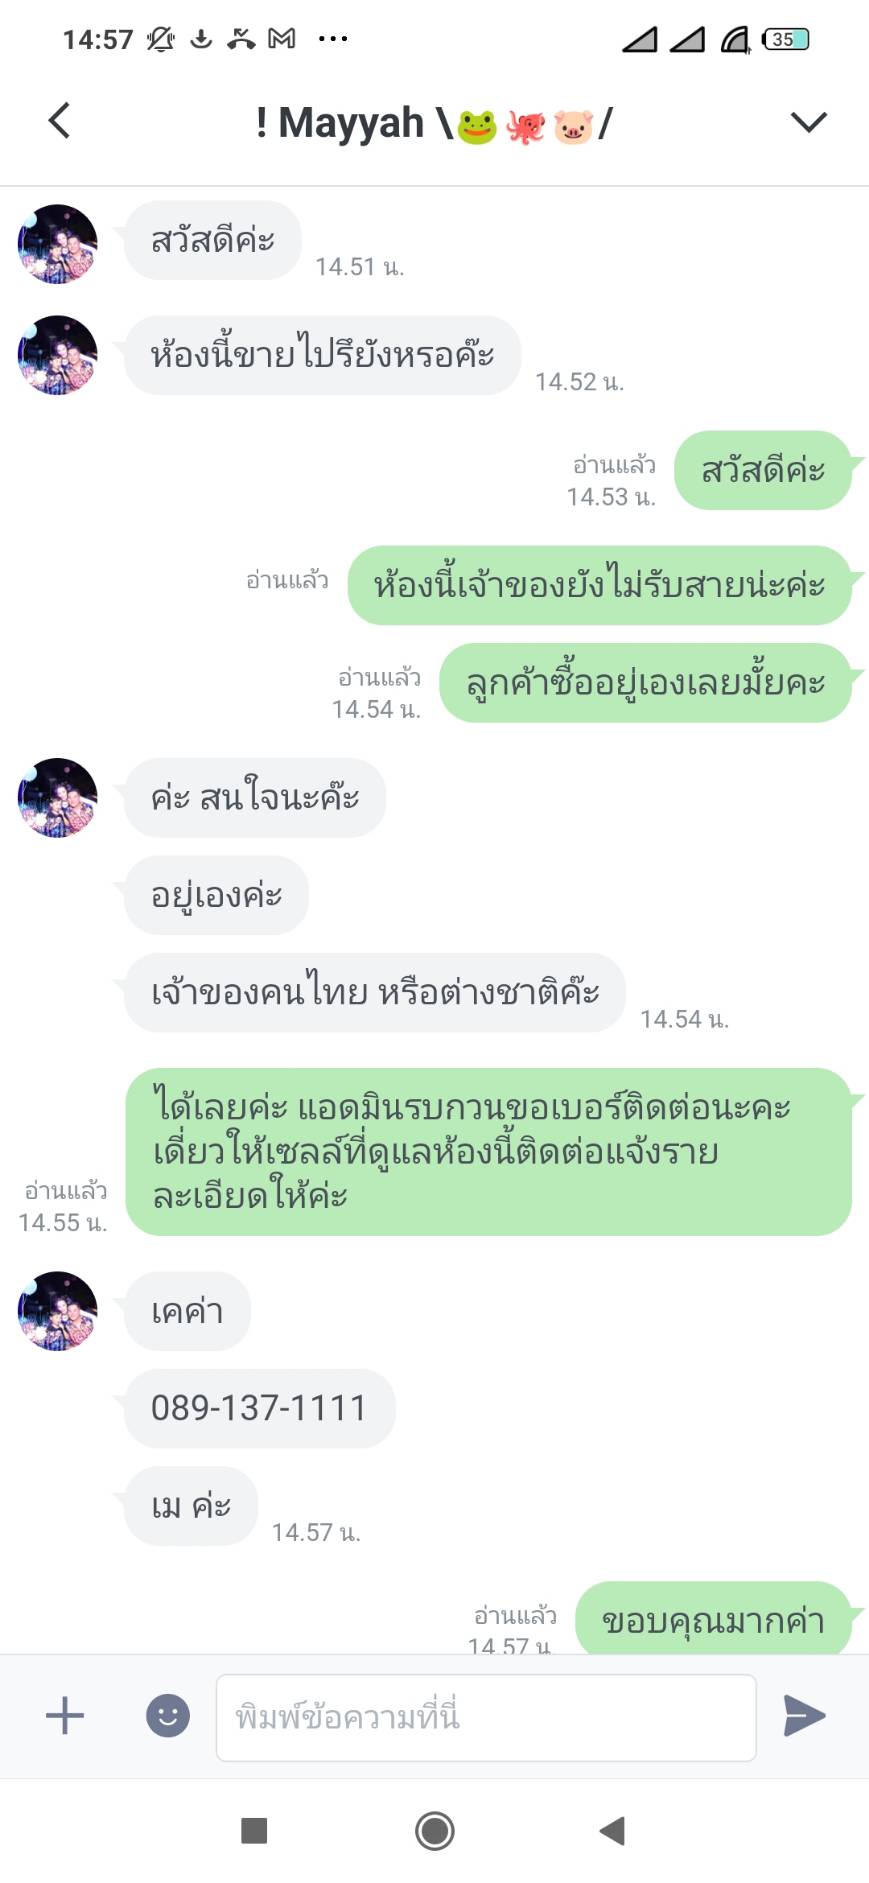 14:57
35
! Mayyah \🐸🐙🐷/
สวัสดีค่ะ
14.51 น.
ห้องนี้ขายไปรึยังหรอค๊ะ
14.52 น.
อ่านแล้ว
14.53 น.
สวัสดีค่ะ
อ่านแล้ว
ห้องนี้เจ้าของยังไม่รับสายน่ะค่ะ
อ่านแล้ว
14.54 น.
ลูกค้าซื้ออยู่เองเลยมั้ยคะ
ค่ะ สนใจนะค๊ะ
อยู่เองค่ะ
เจ้าของคนไทย หรือต่างชาติค๊ะ
14.54 น.
ได้เลยค่ะ แอดมินรบกวนขอเบอร์ติดต่อนะคะ
เดี่ยวให้เซลล์ที่ดูแลห้องนี้ติดต่อแจ้งราย
ละเอียดให้ค่ะ
อ่านแล้ว
14.55 น.
เคค่า
089-137-1111
เม ค่ะ
14.57 น.
อ่านแล้ว
14.57 น.
ขอบคุณมากค่า
พิมพ์ข้อความที่นี่